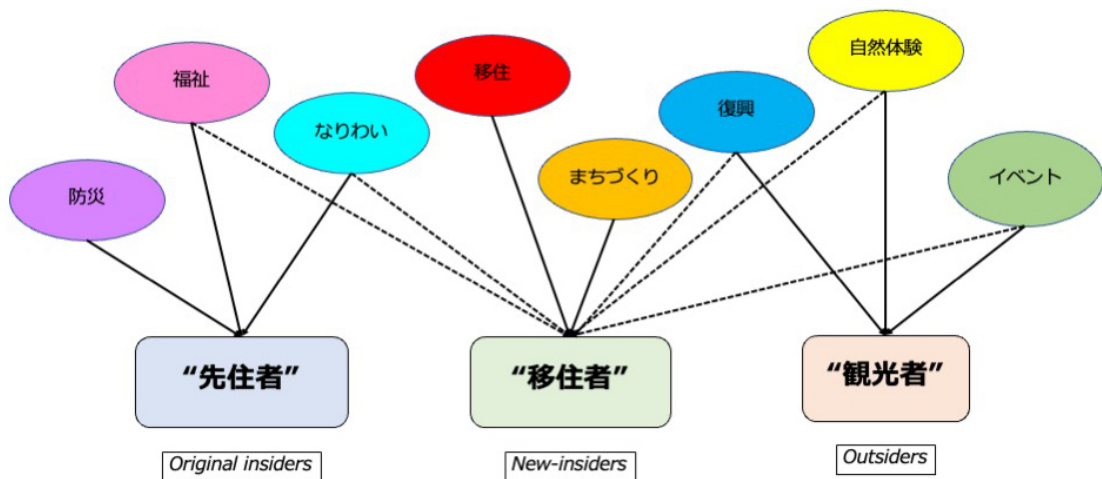 自然体験
移住
福祉
復興
なりわい
まちづくり
イベント
防災
“先住者”
“移住者”
“観光者”
Original insiders
New-insiders
Outsiders